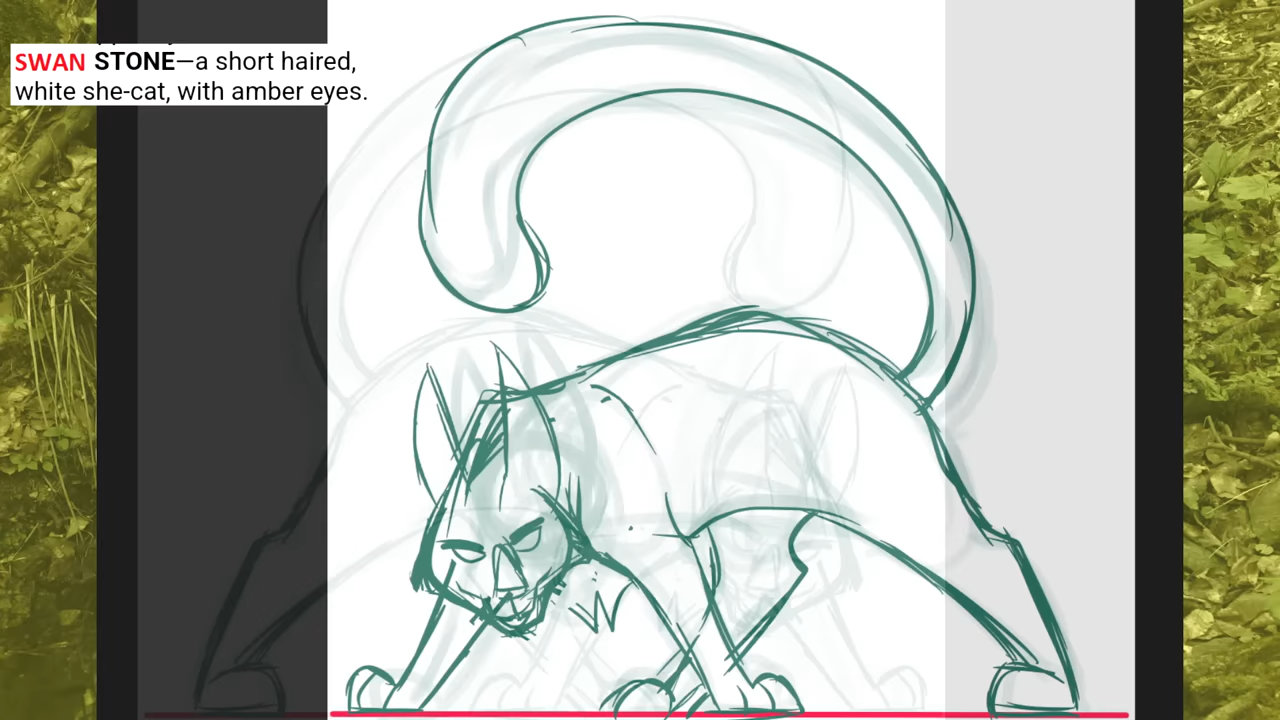 SWAN STONE—a short haired,
white she-cat, with amber eyes.